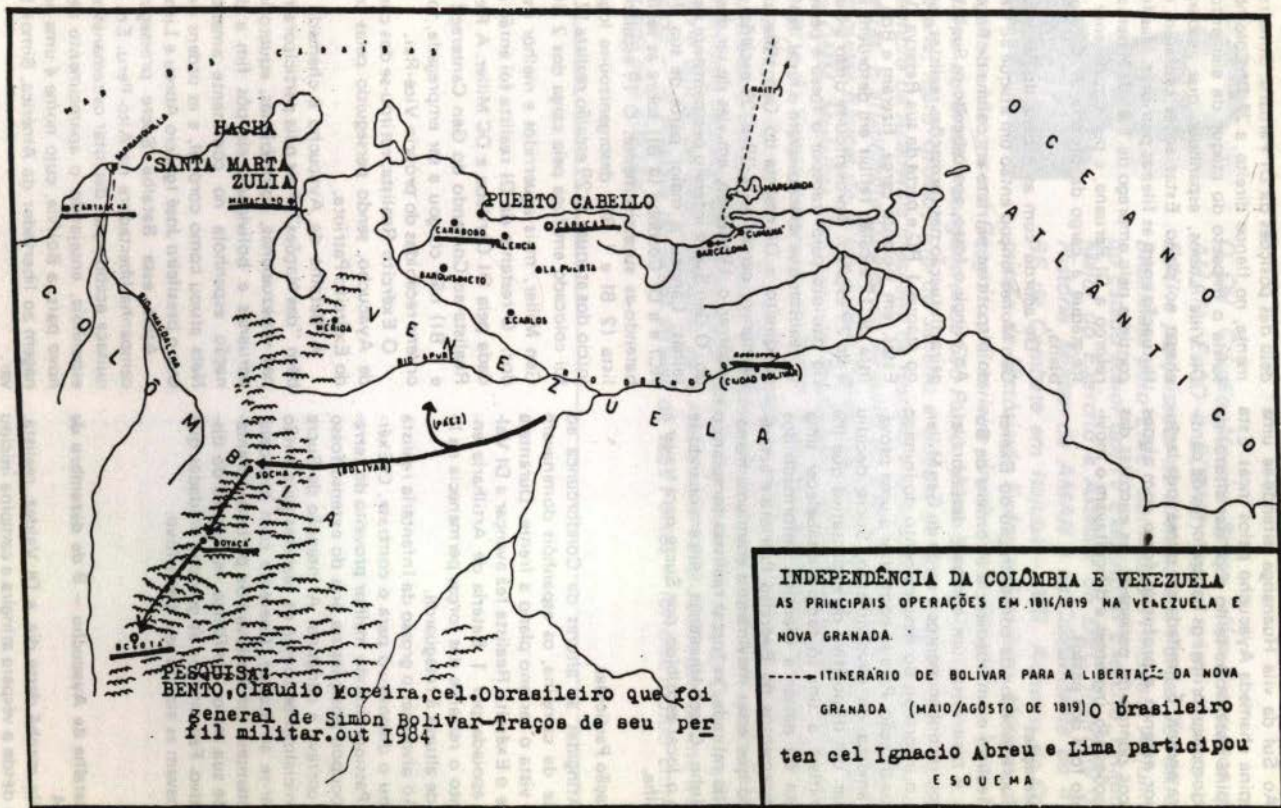 MAR DAS CARAIBAS
(HAITI)
OCEANO ATLÂNTICO
BARRANQUILLA
HACHA
SANTA MARTA
ZULIA
CARTAGENA
MARACAIBO
PUERTO CABELLO
I. MARGARIDA
CARABOBO
CARACAS
VALENCIA
BARCELONA
CUMANÁ
BARQUISIMETO
LA PUERTA
S.CARLOS
MÉRIDA
RIO MAGDALENA
COLÔMBIA
VENEZUELA
RIO APURE
RIO ORENOCO
(CIUDAD BOLIVAR)
(PÁEZ)
(BOLÍVAR)
SOCHA
BOYACÁ
BOGOTÁ
PESQUISA:
BENTO,Claudio Moreira,cel.Obrasileiro que foi
general de Simon Bolivar-Traços de seu per
fil militar.out 1984
INDEPENDÊNCIA DA COLÔMBIA E VENEZUELA
AS PRINCIPAIS OPERAÇÕES EM 1816/1819 NA VENEZUELA E
NOVA GRANADA.
ITINERÁRIO DE BOLÍVAR PARA A LIBERTAÇÃO DA NOVA
GRANADA (MAIO/AGÔSTO DE 1819) O brasileiro
ten cel Ignacio Abreu e Lima participou
ESQUEMA